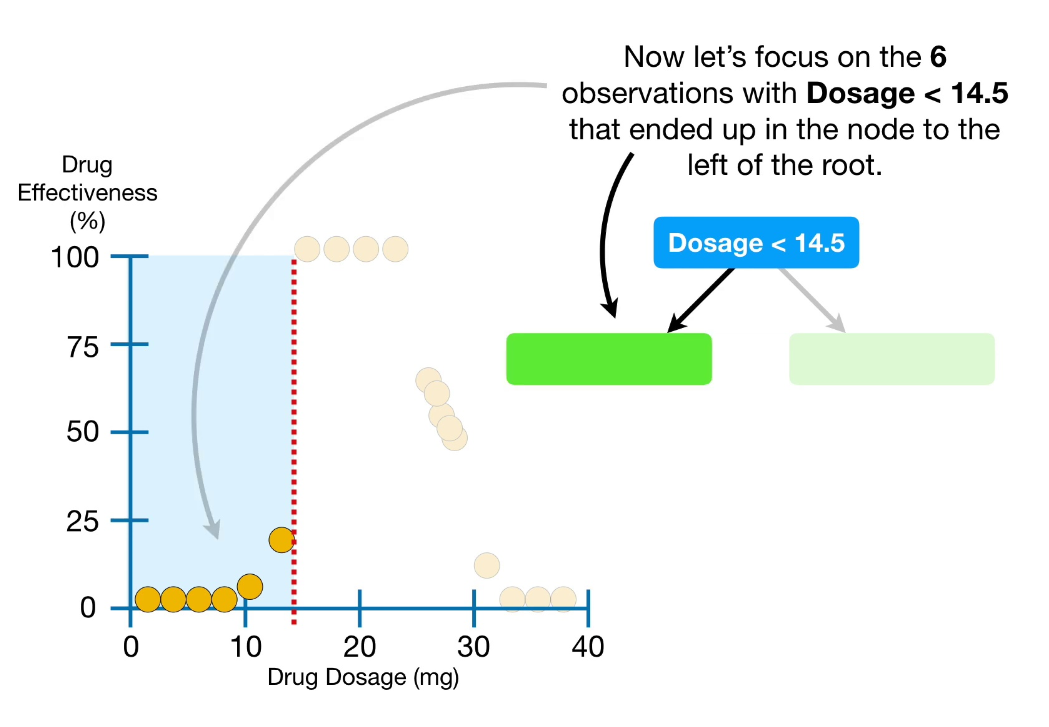 Now let's focus on the 6
observations with Dosage < 14.5
that ended up in the node to the
left of the root.
Drug
Effectiveness
(%)
Dosage < 14.5
100
75
50
25
0
0 10 20 30 40
Drug Dosage (mg)